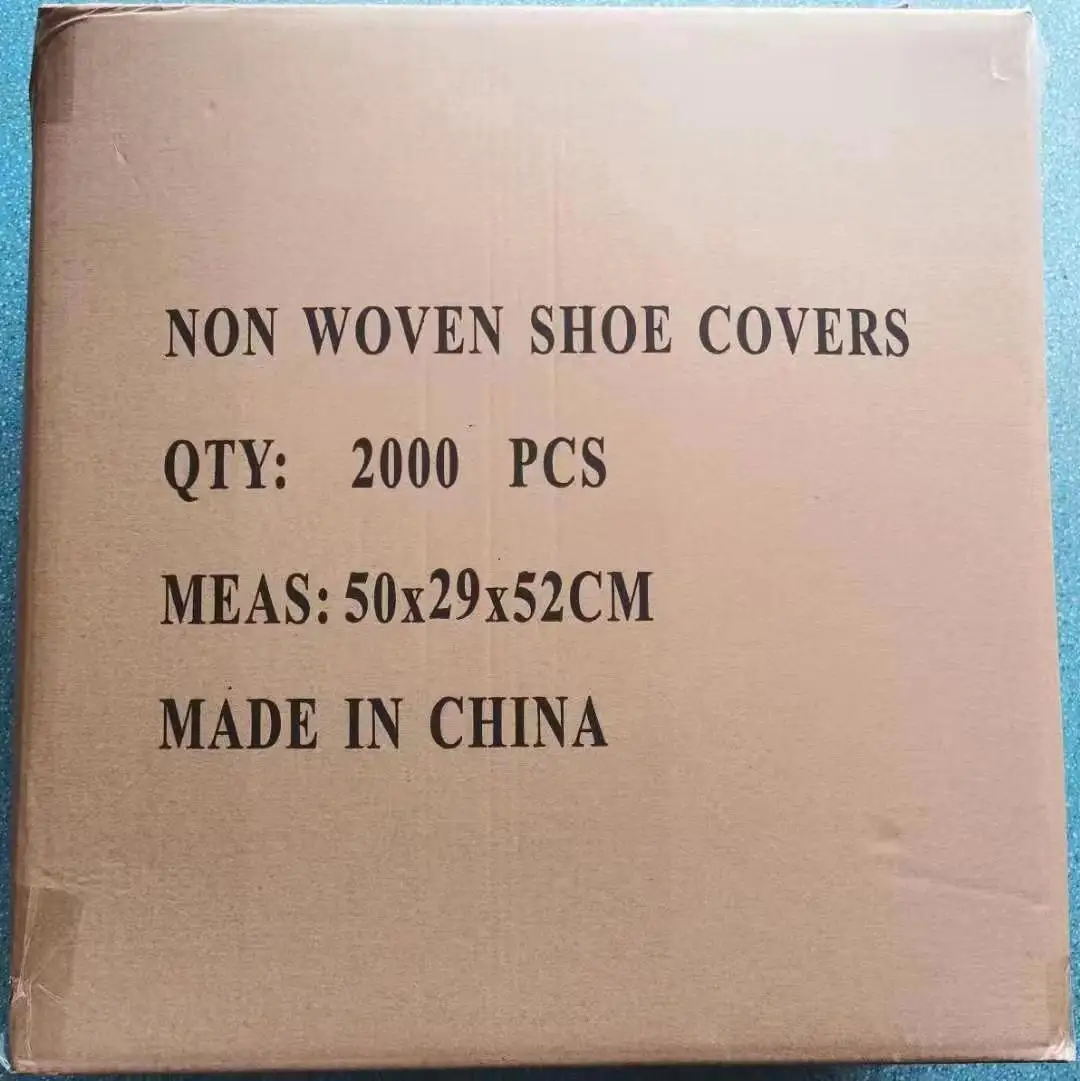 NON WOVEN SHOE COVERS
QTY: 2000 PCS
MEAS: 50x29x52CM
MADE IN CHINA